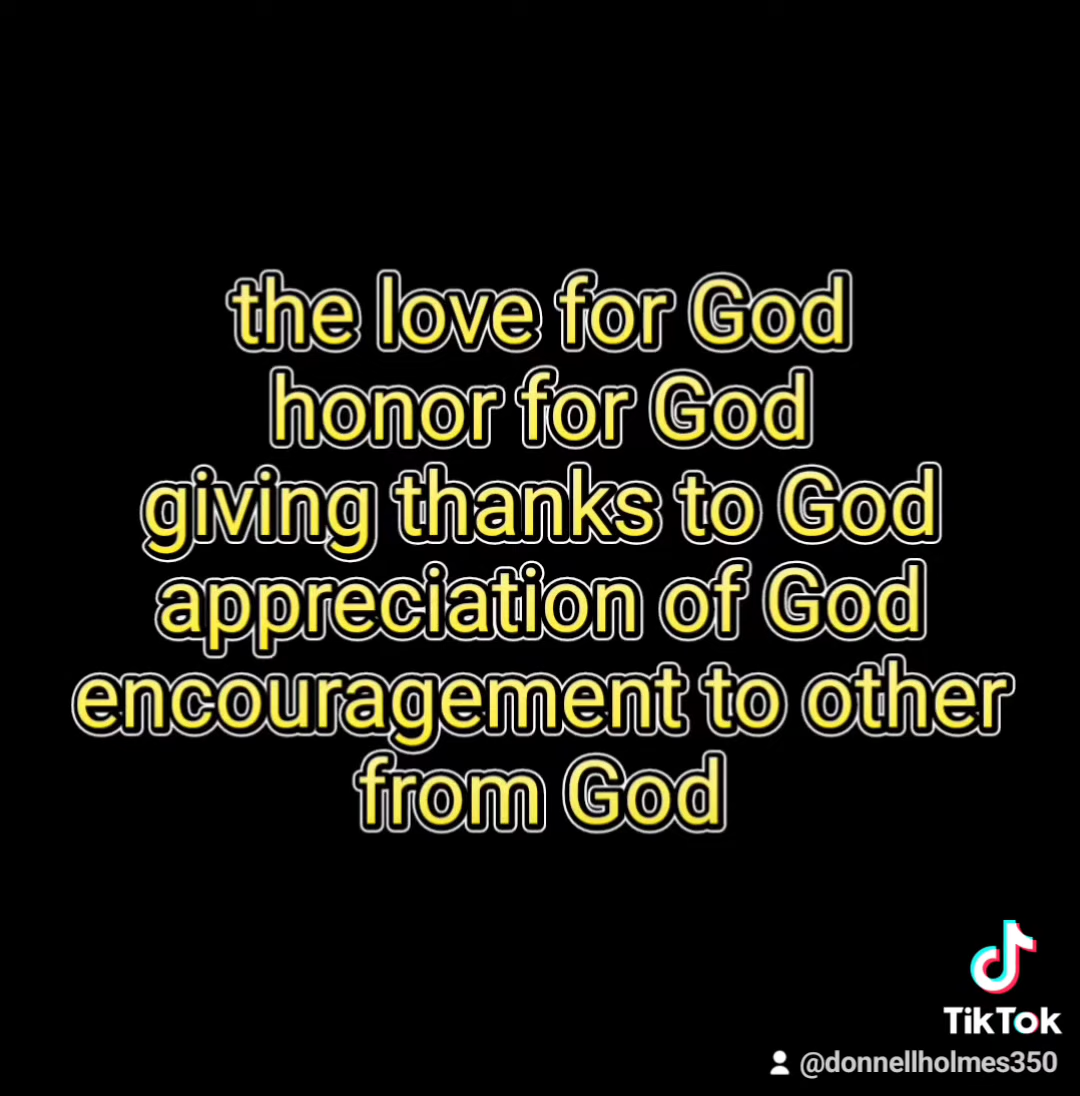 the love for God
honor for God
giving thanks to God
appreciation of God
encouragement to other
from God
TikTok
@donnellholmes350